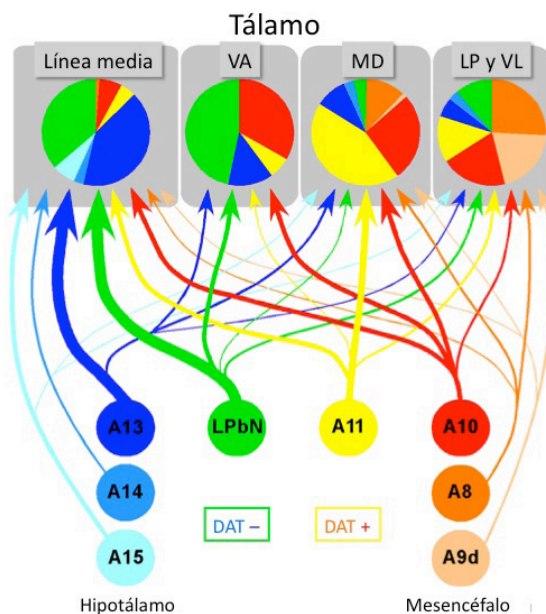 Tálamo
Línea media
VA
MD
LP y VL
A13
LPbN
A11
A10
A14
A8
DAT –
DAT +
A15
A9d
Hipotálamo
Mesencéfalo